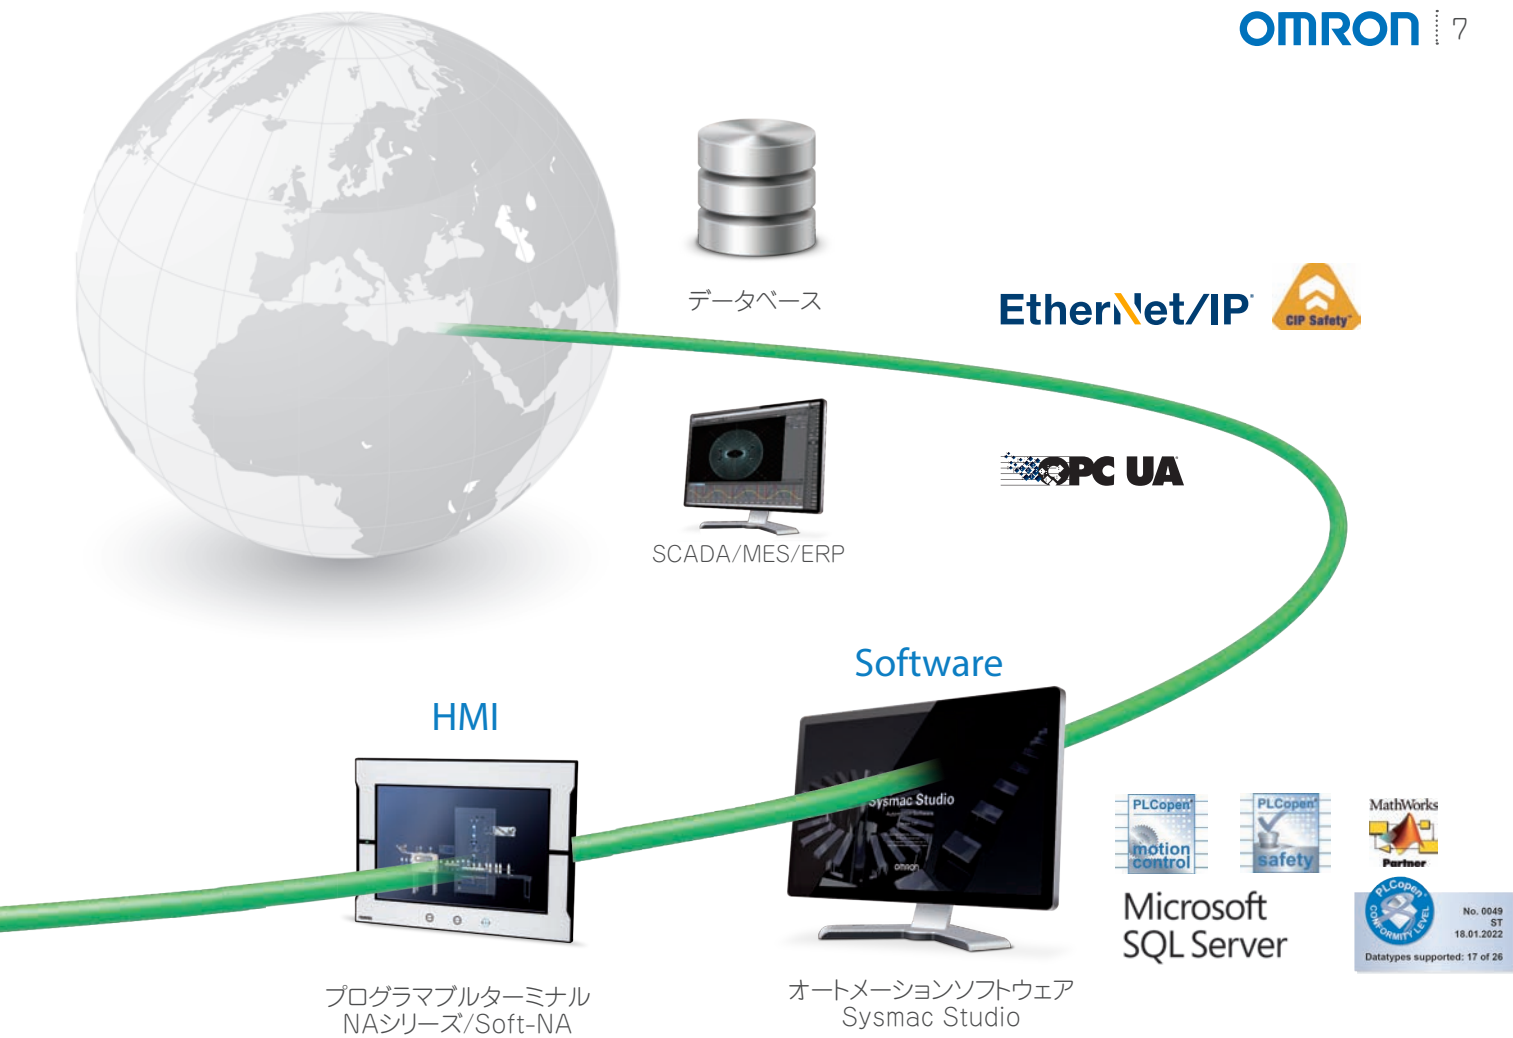 OMRON 7
データベース
EtherNet/IP
CIP Safety™
SCADA/MES/ERP
OPC UA
Software
HMI
Sysmac Studio
Automation Software
OMRON
プログラマブルターミナル
NAシリーズ/Soft-NA
オートメーションソフトウェア
Sysmac Studio
PLCopen
motion
control
PLCopen
safety
MathWorks
Partner
Microsoft
SQL Server
PLCopen
CONFORMITY LEVEL
No. 0049
ST
18.01.2022
Datatypes supported: 17 of 26